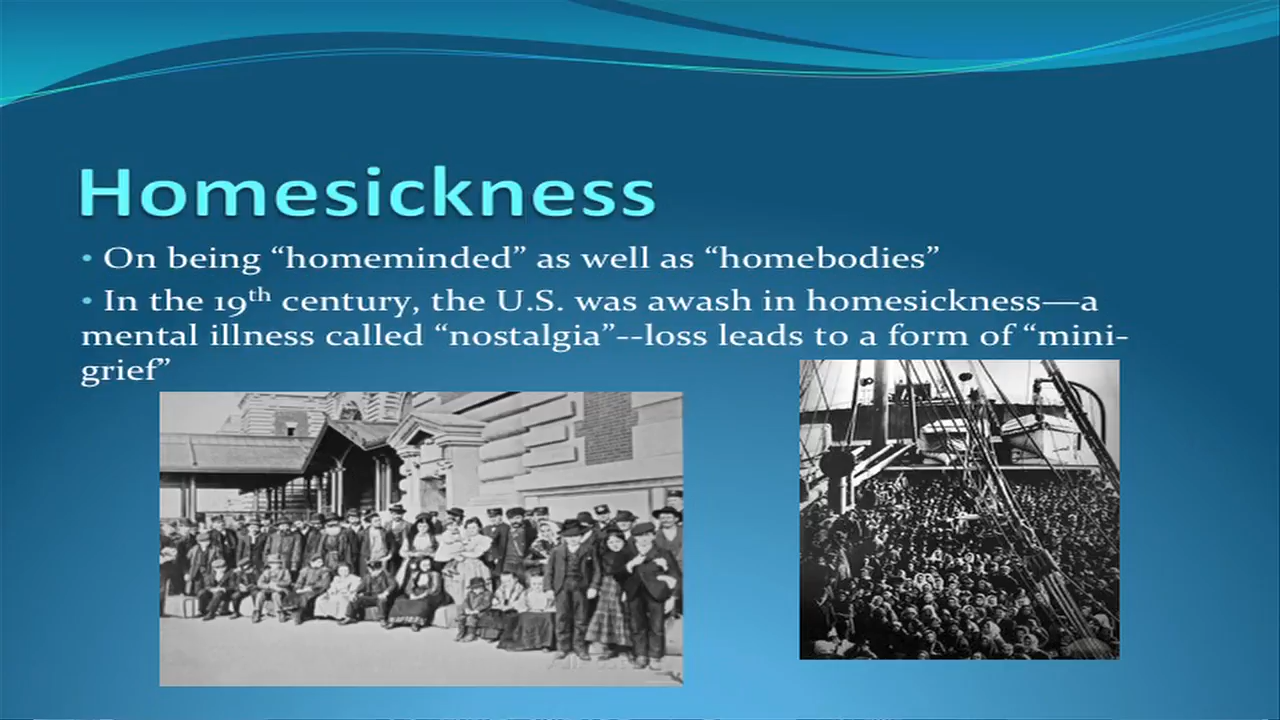 Homesickness
• On being “homeminded” as well as “homebodies”
• In the 19th century, the U.S. was awash in homesickness—a
mental illness called “nostalgia”--loss leads to a form of “mini-
grief”